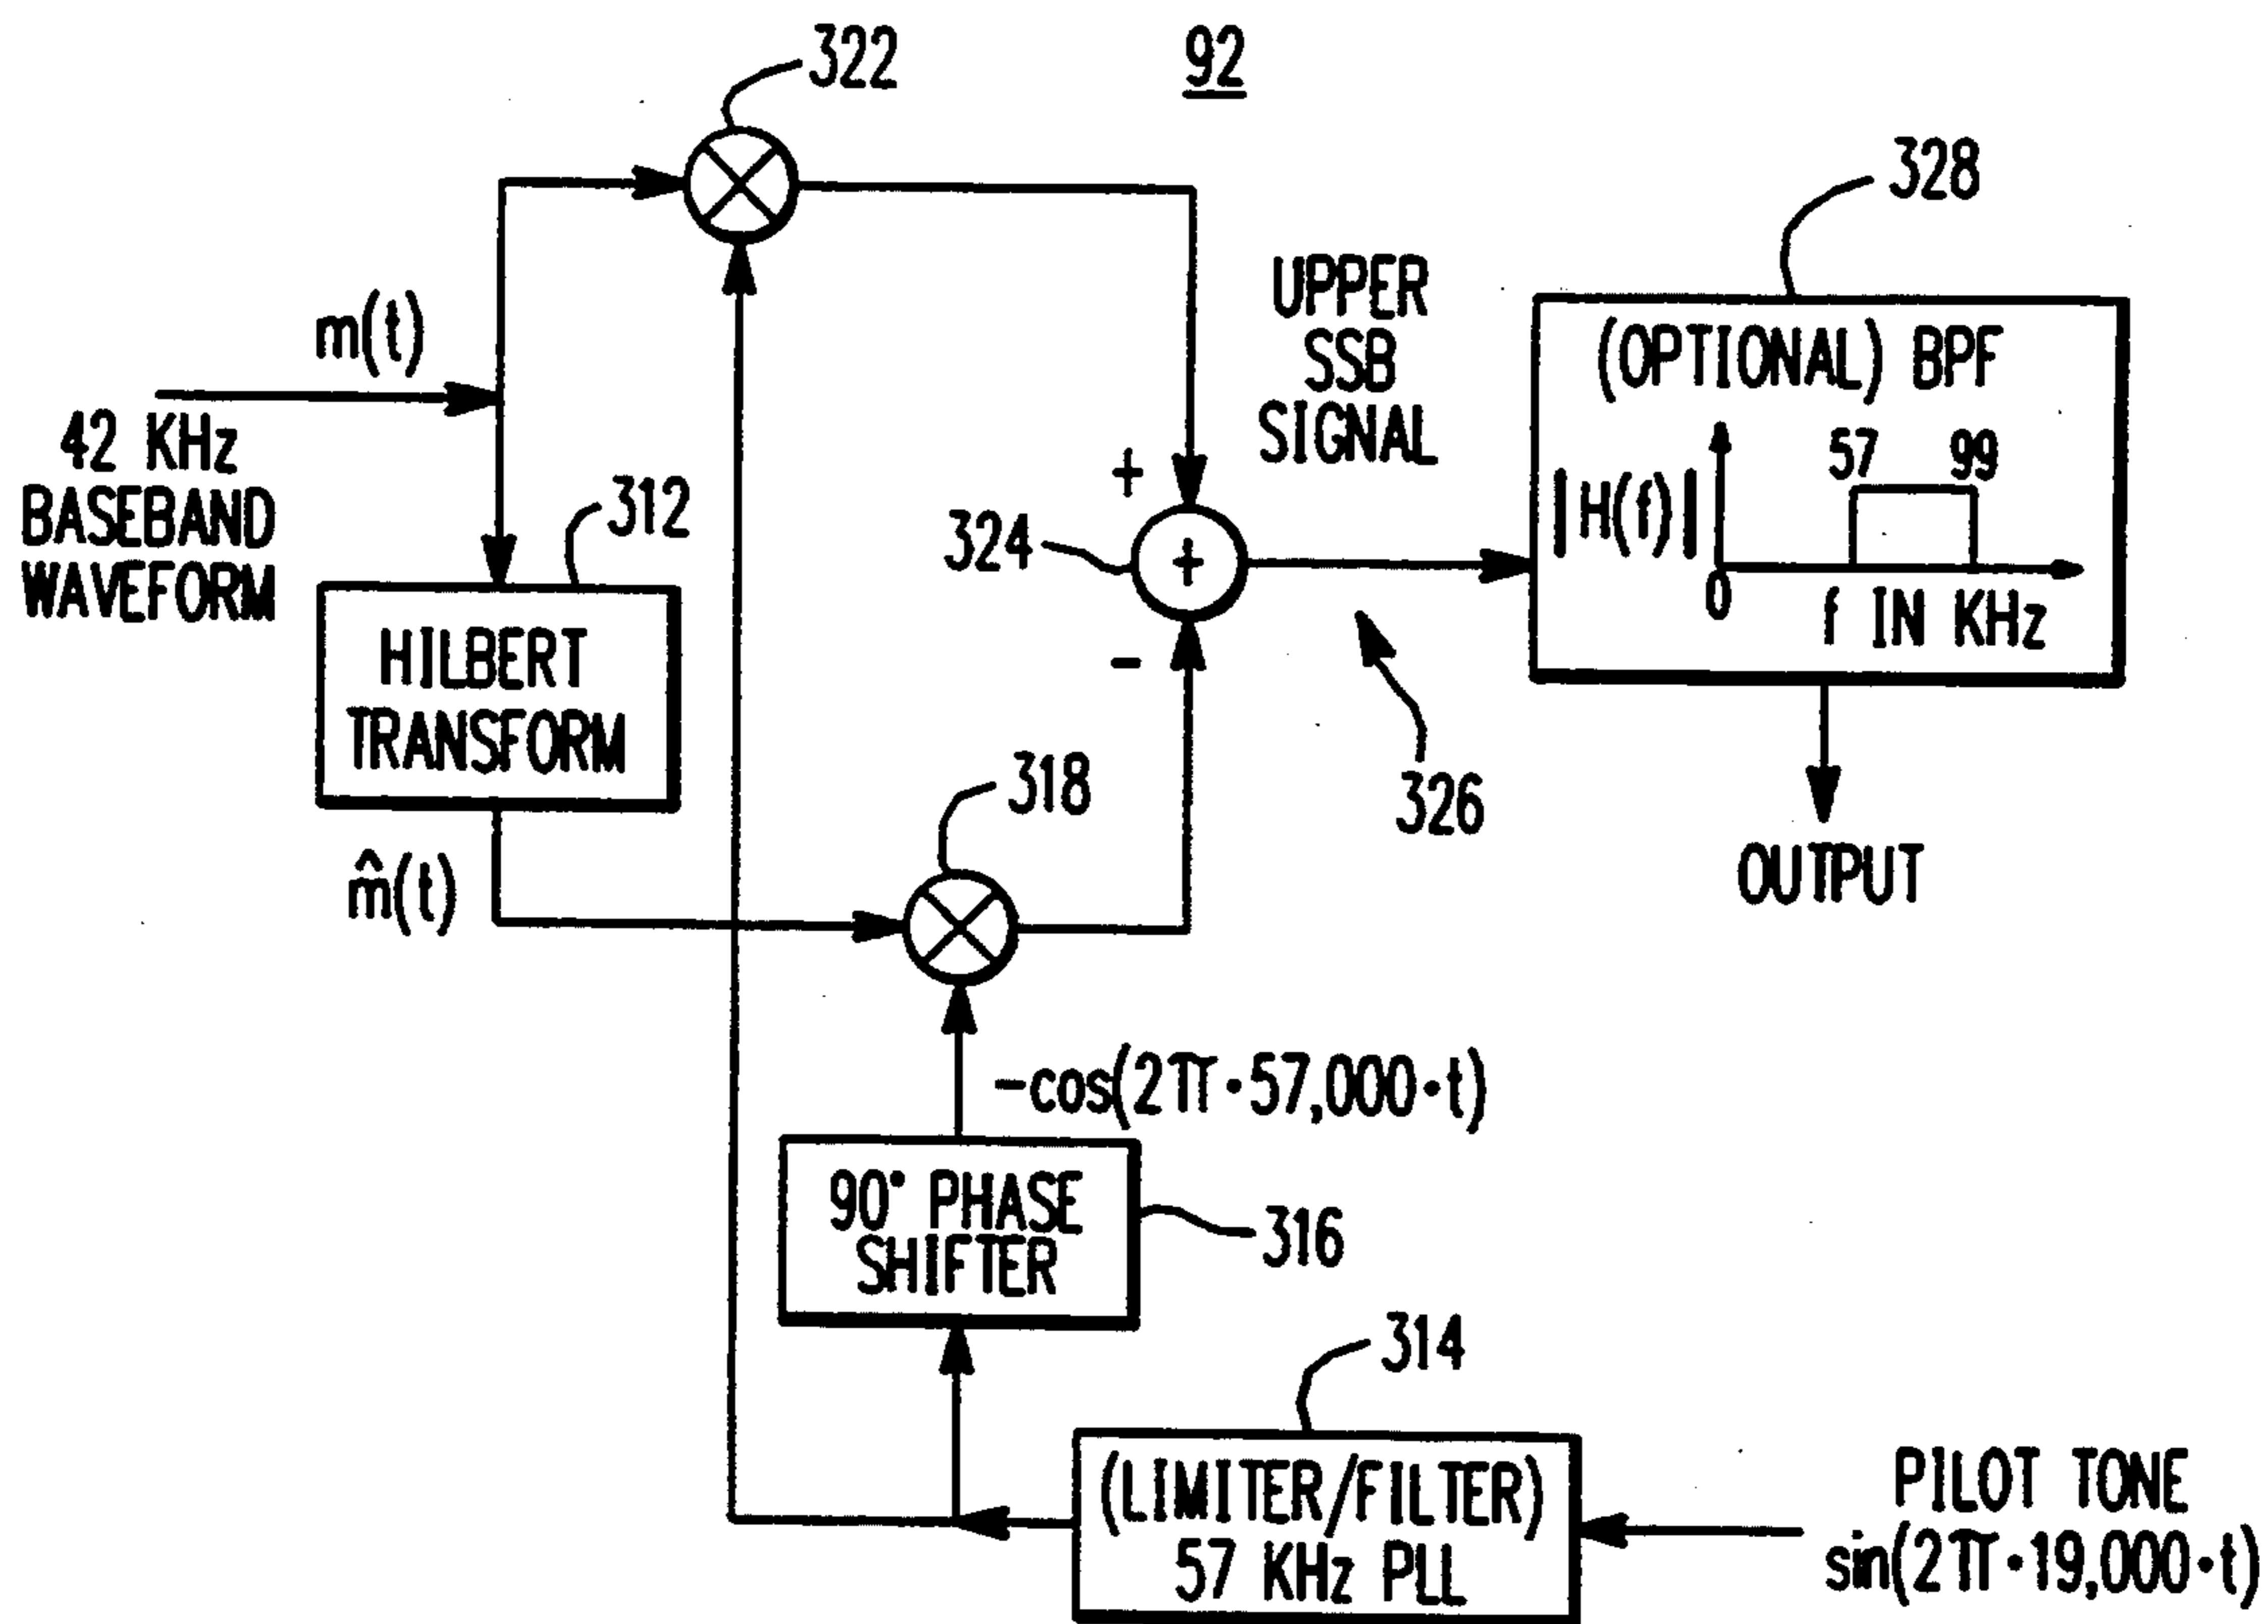 322
92
328
m(t)
42 KHz
BASEBAND
WAVEFORM
312
HILBERT
TRANSFORM
m̂(t)
UPPER
SSB
SIGNAL
+
324
+
-
326
(OPTIONAL) BPF
57 99
|H(f)|
0
f IN KHz
OUTPUT
318
-cos(2π•57,000•t)
90° PHASE
SHIFTER
316
314
(LIMITER/FILTER)
57 KHz PLL
PILOT TONE
sin(2π•19,000•t)